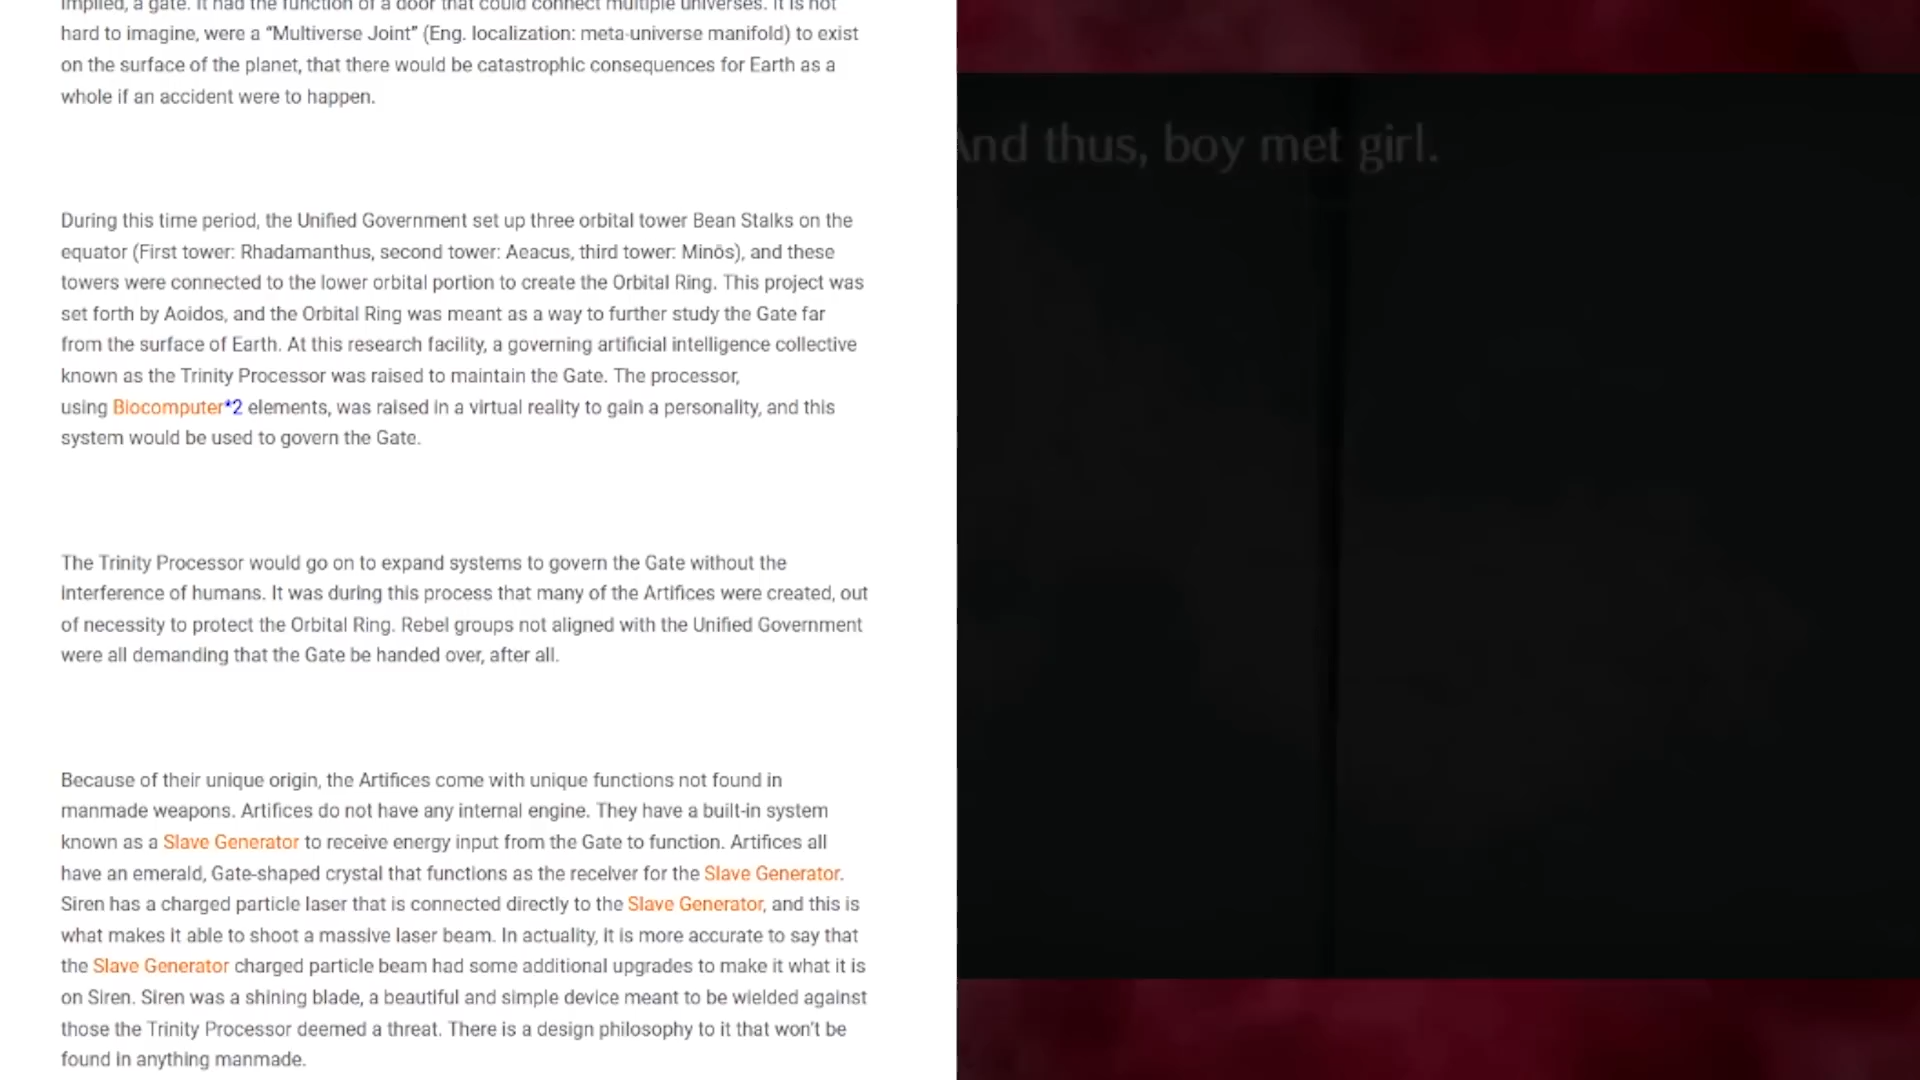 implied, a gate. It had the function of a door that could connect multiple universes. It is not
hard to imagine, were a “Multiverse Joint” (Eng. localization: meta-universe manifold) to exist
on the surface of the planet, that there would be catastrophic consequences for Earth as a
whole if an accident were to happen.
During this time period, the Unified Government set up three orbital tower Bean Stalks on the
equator (First tower: Rhadamanthus, second tower: Aeacus, third tower: Minōs), and these
towers were connected to the lower orbital portion to create the Orbital Ring. This project was
set forth by Aoidos, and the Orbital Ring was meant as a way to further study the Gate far
from the surface of Earth. At this research facility, a governing artificial intelligence collective
known as the Trinity Processor was raised to maintain the Gate. The processor,
using Biocomputer*2 elements, was raised in a virtual reality to gain a personality, and this
system would be used to govern the Gate.
The Trinity Processor would go on to expand systems to govern the Gate without the
interference of humans. It was during this process that many of the Artifices were created, out
of necessity to protect the Orbital Ring. Rebel groups not aligned with the Unified Government
were all demanding that the Gate be handed over, after all.
Because of their unique origin, the Artifices come with unique functions not found in
manmade weapons. Artifices do not have any internal engine. They have a built-in system
known as a Slave Generator to receive energy input from the Gate to function. Artifices all
have an emerald, Gate-shaped crystal that functions as the receiver for the Slave Generator.
Siren has a charged particle laser that is connected directly to the Slave Generator, and this is
what makes it able to shoot a massive laser beam. In actuality, it is more accurate to say that
the Slave Generator charged particle beam had some additional upgrades to make it what it is
on Siren. Siren was a shining blade, a beautiful and simple device meant to be wielded against
those the Trinity Processor deemed a threat. There is a design philosophy to it that won't be
found in anything manmade.
And thus, boy met girl.